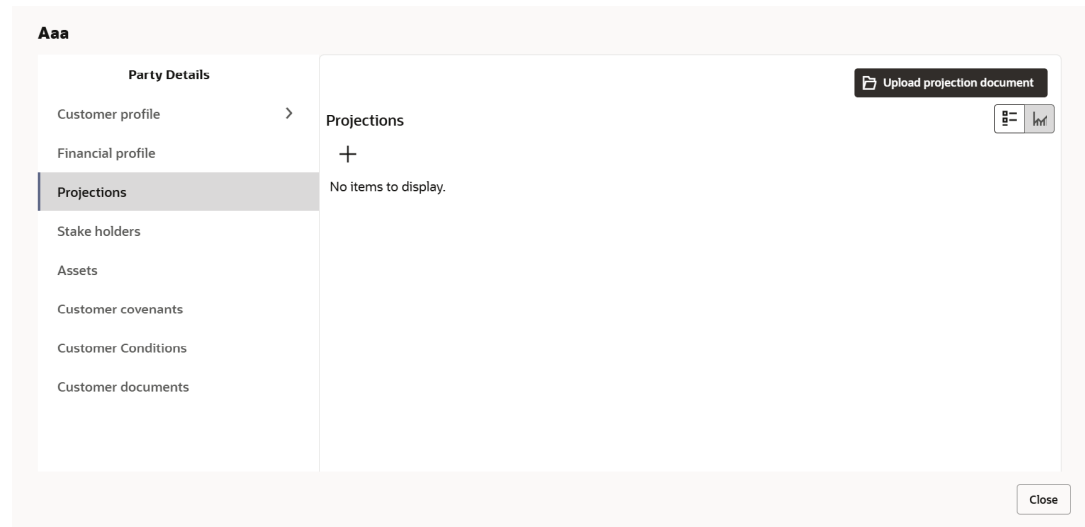 Aaa
Party Details
Customer profile
Financial profile
Projections
Stake holders
Assets
Customer covenants
Customer Conditions
Customer documents
Upload projection document
Projections
No items to display.
Close